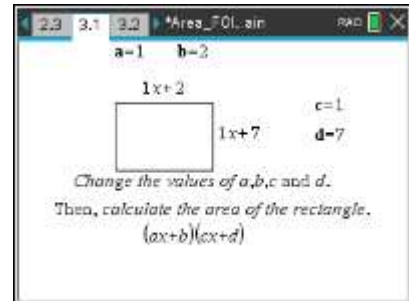 2.3 3.1 3.2 *Area_FOI...ain RAD
a=1 b=2
1x+2
c=1
1x+7 d=7
Change the values of a,b,c and d.
Then, calculate the area of the rectangle.
(ax+b)(cx+d)